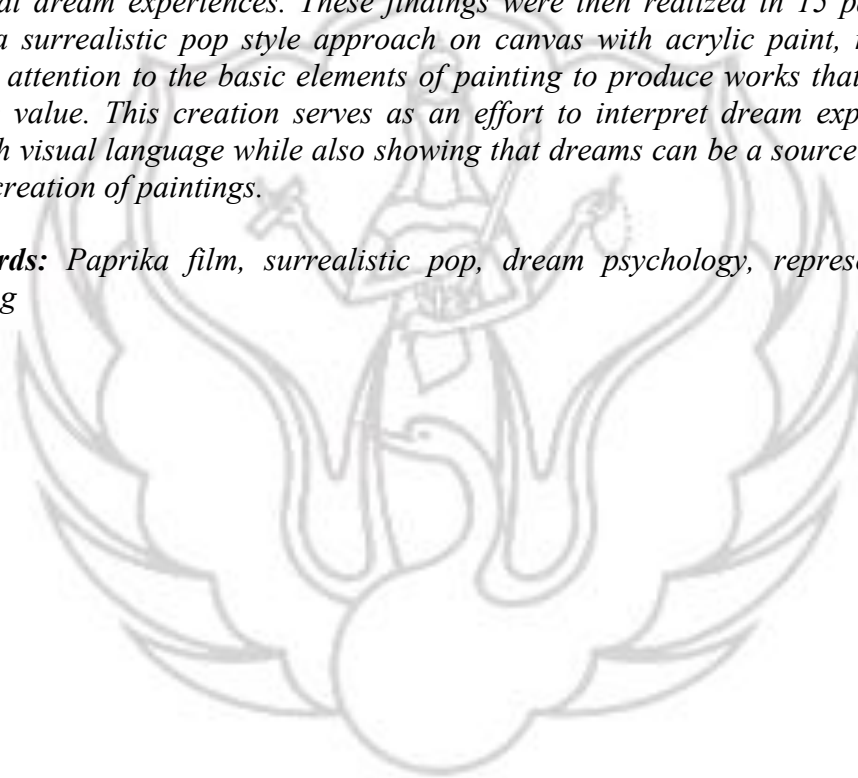 al dream experiences. These findings were then realized in 15 p
a surrealistic pop style approach on canvas with acrylic paint,
attention to the basic elements of painting to produce works that
value. This creation serves as an effort to interpret dream exp
h visual language while also showing that dreams can be a source
creation of paintings.
rds: Paprika film, surrealistic pop, dream psychology, represe
g